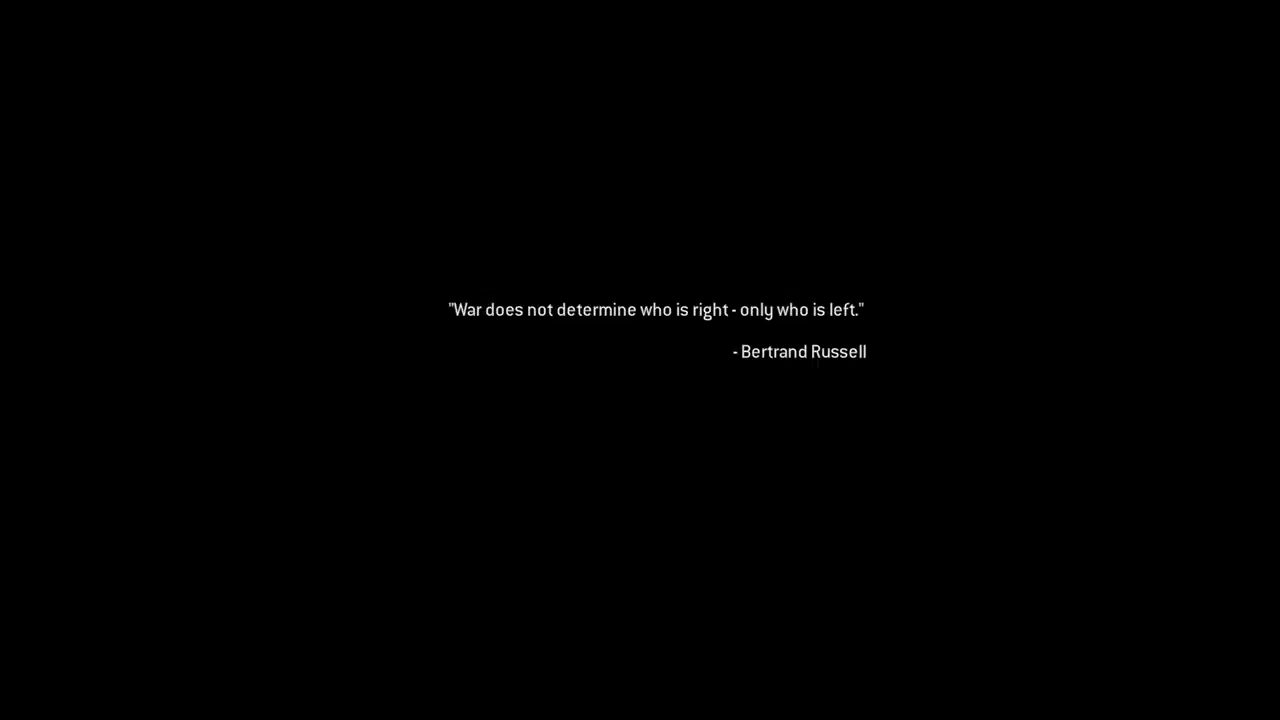 "War does not determine who is right - only who is left."
- Bertrand Russell